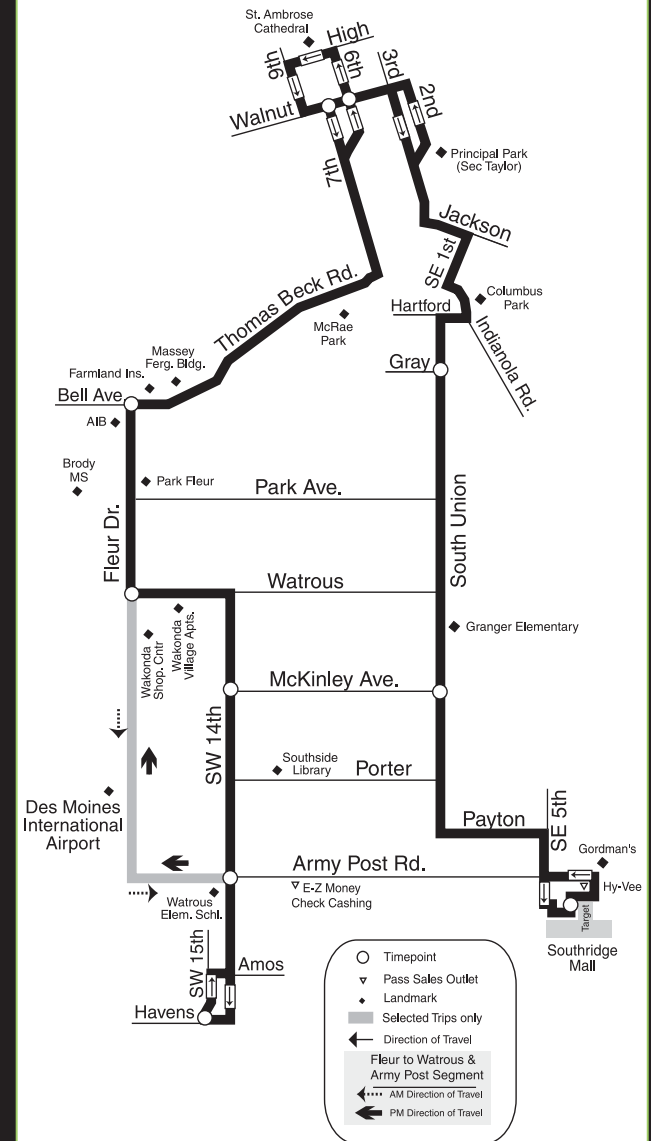 St. Ambrose
Cathedral
High
9th
6th
3rd
2nd
Walnut
7th
Principal Park
(Sec Taylor)
Jackson
SE 1st
Thomas Beck Rd.
Columbus
Park
Hartford
McRae
Park
Indianola Rd.
Massey
Ferg. Bldg.
Farmland Ins.
Gray
Bell Ave.
AIB
Brody
MS
Park Fleur
Park Ave.
Fleur Dr.
South Union
Watrous
Wakonda
Shop. Cntr
Wakonda
Village Apts.
Granger Elementary
McKinley Ave.
SW 14th
Southside
Library
Porter
Des Moines
International
Airport
Payton
SE 5th
Gordman's
Army Post Rd.
Hy-Vee
E-Z Money
Check Cashing
Watrous
Elem. Schl.
Target
Southridge
Mall
SW 15th
Amos
Havens
Timepoint
Pass Sales Outlet
Landmark
Selected Trips only
Direction of Travel
Fleur to Watrous &
Army Post Segment
AM Direction of Travel
PM Direction of Travel